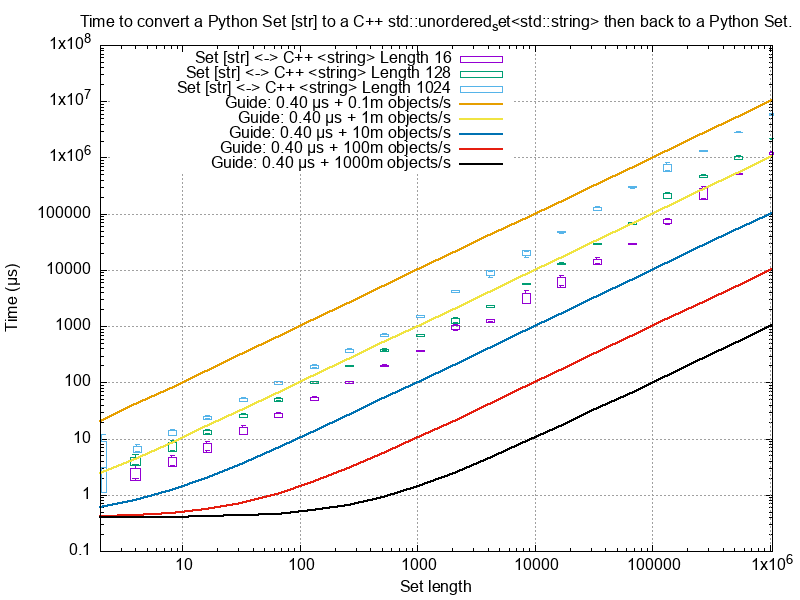 Time to convert a Python Set [str] to a C++ std::unordered_set<std::string> then back to a Python Set.
1x10^8
1x10^7
1x10^6
100000
10000
1000
100
10
1
0.1
Time (µs)
Set [str] <-> C++ <string> Length 16
Set [str] <-> C++ <string> Length 128
Set [str] <-> C++ <string> Length 1024
Guide: 0.40 µs + 0.1m objects/s
Guide: 0.40 µs + 1m objects/s
Guide: 0.40 µs + 10m objects/s
Guide: 0.40 µs + 100m objects/s
Guide: 0.40 µs + 1000m objects/s
10 100 1000 10000 100000 1x10^6
Set length